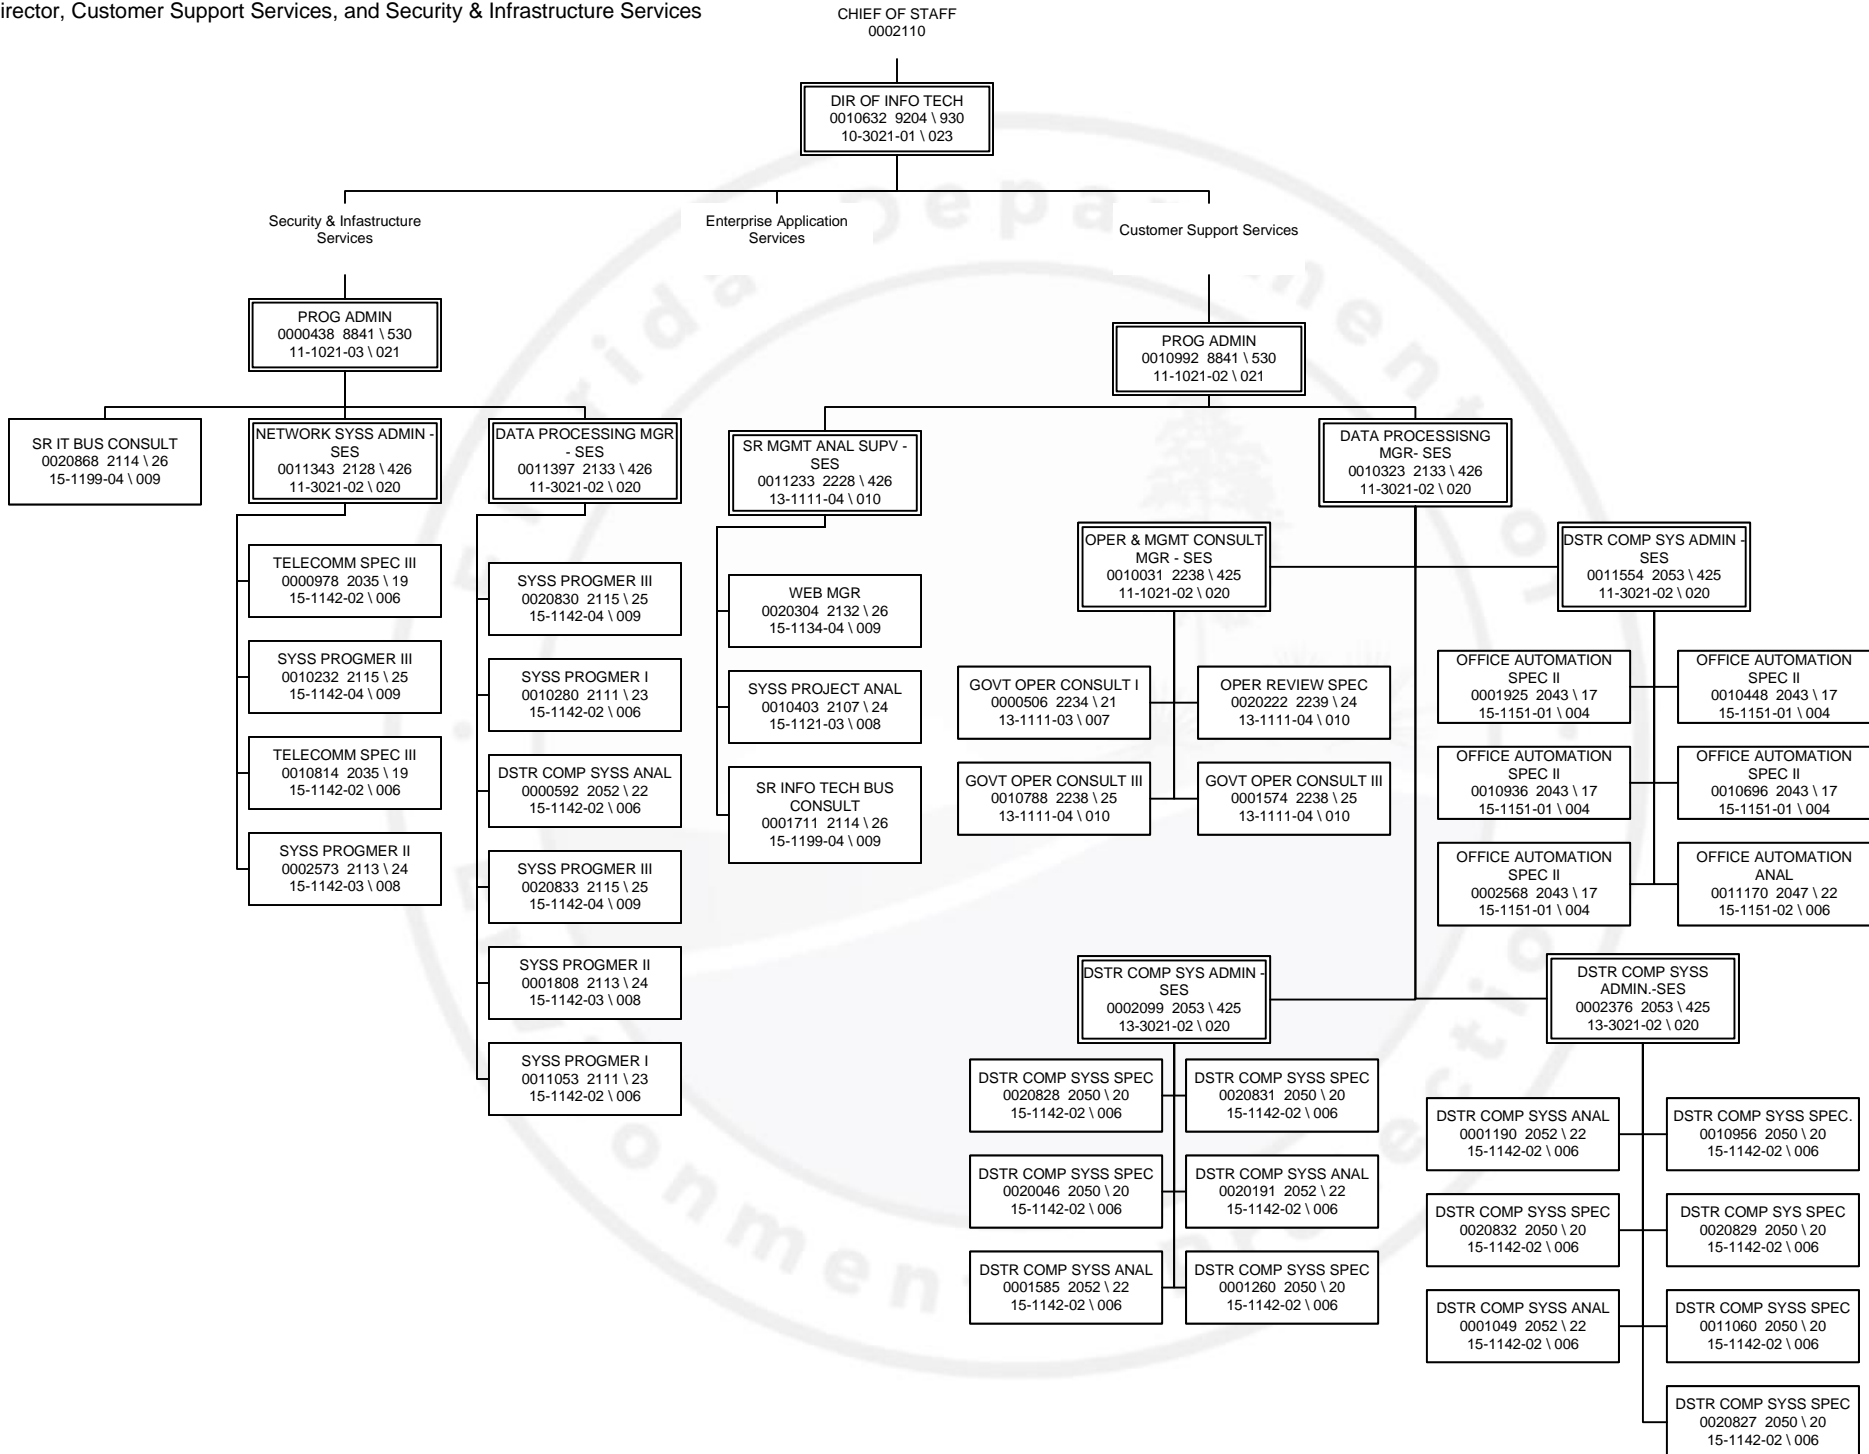 irector, Customer Support Services, and Security & Infrastructure Services
CHIEF OF STAFF
0002110
DIR OF INFO TECH
0010632 9204 \ 930
10-3021-01 \ 023
Security & Infastructure
Services
Enterprise Application
Services
Customer Support Services
PROG ADMIN
0000438 8841 \ 530
11-1021-03 \ 021
PROG ADMIN
0010992 8841 \ 530
11-1021-02 \ 021
SR IT BUS CONSULT
0020868 2114 \ 26
15-1199-04 \ 009
NETWORK SYSS ADMIN -
SES
0011343 2128 \ 426
11-3021-02 \ 020
DATA PROCESSING MGR
- SES
0011397 2133 \ 426
11-3021-02 \ 020
SR MGMT ANAL SUPV -
SES
0011233 2228 \ 426
13-1111-04 \ 010
DATA PROCESSISNG
MGR- SES
0010323 2133 \ 426
11-3021-02 \ 020
TELECOMM SPEC III
0000978 2035 \ 19
15-1142-02 \ 006
SYSS PROGMER III
0010232 2115 \ 25
15-1142-04 \ 009
TELECOMM SPEC III
0010814 2035 \ 19
15-1142-02 \ 006
SYSS PROGMER II
0002573 2113 \ 24
15-1142-03 \ 008
SYSS PROGMER III
0020830 2115 \ 25
15-1142-04 \ 009
SYSS PROGMER I
0010280 2111 \ 23
15-1142-02 \ 006
DSTR COMP SYSS ANAL
0000592 2052 \ 22
15-1142-02 \ 006
SYSS PROGMER III
0020833 2115 \ 25
15-1142-04 \ 009
SYSS PROGMER II
0001808 2113 \ 24
15-1142-03 \ 008
SYSS PROGMER I
0011053 2111 \ 23
15-1142-02 \ 006
WEB MGR
0020304 2132 \ 26
15-1134-04 \ 009
SYSS PROJECT ANAL
0010403 2107 \ 24
15-1121-03 \ 008
SR INFO TECH BUS
CONSULT
0001711 2114 \ 26
15-1199-04 \ 009
OPER & MGMT CONSULT
MGR - SES
0010031 2238 \ 425
11-1021-02 \ 020
DSTR COMP SYS ADMIN -
SES
0011554 2053 \ 425
11-3021-02 \ 020
GOVT OPER CONSULT I
0000506 2234 \ 21
13-1111-03 \ 007
OPER REVIEW SPEC
0020222 2239 \ 24
13-1111-04 \ 010
GOVT OPER CONSULT III
0010788 2238 \ 25
13-1111-04 \ 010
GOVT OPER CONSULT III
0001574 2238 \ 25
13-1111-04 \ 010
OFFICE AUTOMATION
SPEC II
0001925 2043 \ 17
15-1151-01 \ 004
OFFICE AUTOMATION
SPEC II
0010448 2043 \ 17
15-1151-01 \ 004
OFFICE AUTOMATION
SPEC II
0010936 2043 \ 17
15-1151-01 \ 004
OFFICE AUTOMATION
SPEC II
0010696 2043 \ 17
15-1151-01 \ 004
OFFICE AUTOMATION
SPEC II
0002568 2043 \ 17
15-1151-01 \ 004
OFFICE AUTOMATION
ANAL
0011170 2047 \ 22
15-1151-02 \ 006
DSTR COMP SYS ADMIN -
SES
0002099 2053 \ 425
13-3021-02 \ 020
DSTR COMP SYSS
ADMIN.-SES
0002376 2053 \ 425
13-3021-02 \ 020
DSTR COMP SYSS SPEC
0020828 2050 \ 20
15-1142-02 \ 006
DSTR COMP SYSS SPEC
0020831 2050 \ 20
15-1142-02 \ 006
DSTR COMP SYSS SPEC
0020046 2050 \ 20
15-1142-02 \ 006
DSTR COMP SYSS ANAL
0020191 2052 \ 22
15-1142-02 \ 006
DSTR COMP SYSS ANAL
0001585 2052 \ 22
15-1142-02 \ 006
DSTR COMP SYSS SPEC
0001260 2050 \ 20
15-1142-02 \ 006
DSTR COMP SYSS ANAL
0001190 2052 \ 22
15-1142-02 \ 006
DSTR COMP SYSS SPEC.
0010956 2050 \ 20
15-1142-02 \ 006
DSTR COMP SYSS SPEC
0020832 2050 \ 20
15-1142-02 \ 006
DSTR COMP SYS SPEC
0020829 2050 \ 20
15-1142-02 \ 006
DSTR COMP SYSS ANAL
0001049 2052 \ 22
15-1142-02 \ 006
DSTR COMP SYSS SPEC
0011060 2050 \ 20
15-1142-02 \ 006
DSTR COMP SYSS SPEC
0020827 2050 \ 20
15-1142-02 \ 006